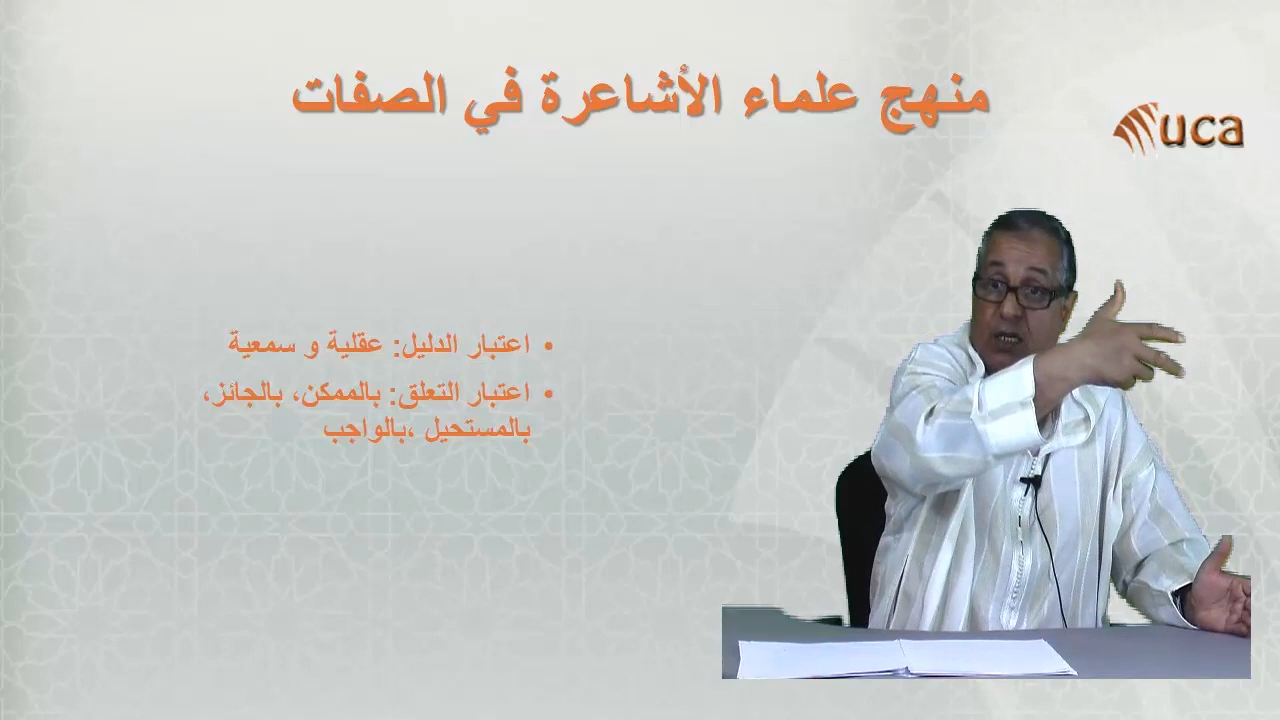 منهج علماء الأشاعرة في الصفات
uca
• اعتبار الدليل: عقلية و سمعية
• اعتبار التعلق: بالممكن، بالجائز،
بالمستحيل ،بالواجب